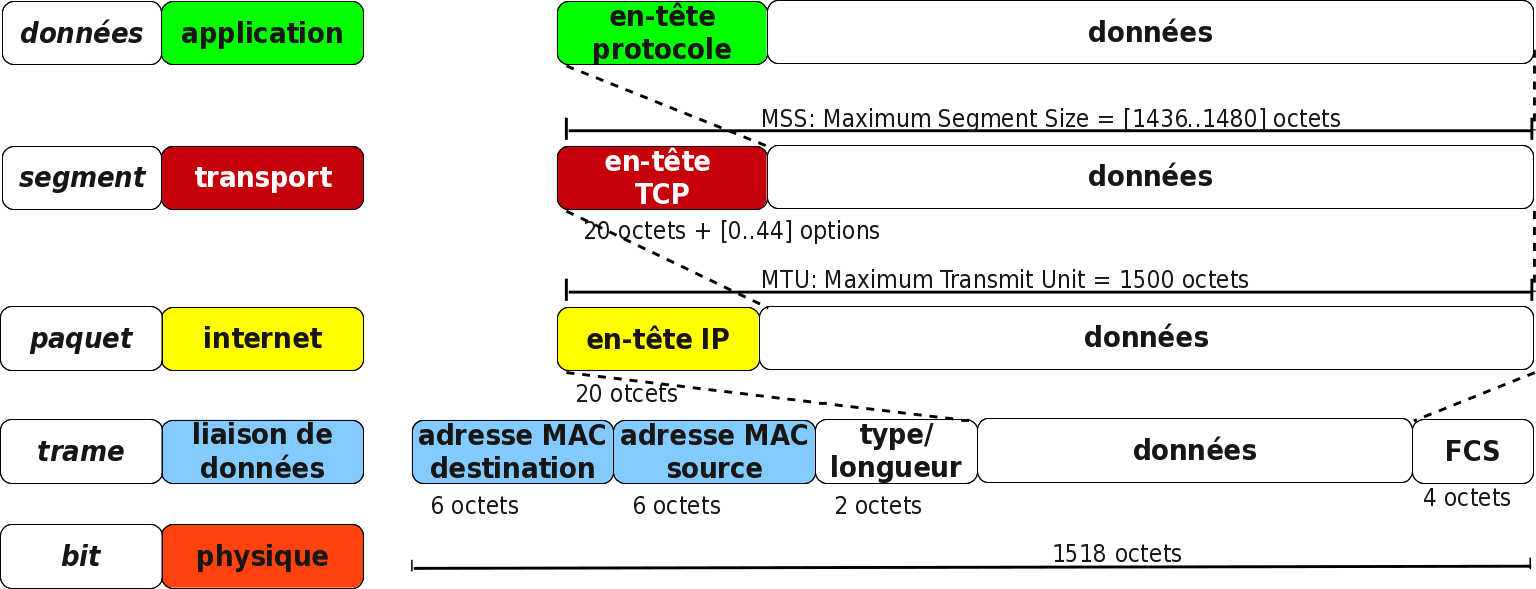 données application en-tête données
protocole
MSS: Maximum Segment Size = [1436..1480] octets
segment transport en-tête données
TCP
20 octets + [0..44] options
MTU: Maximum Transmit Unit = 1500 octets
paquet internet en-tête IP données
20 otcets
trame liaison de données adresse MAC destination adresse MAC source type/ longueur données FCS
6 octets 6 octets 2 octets 4 octets
bit physique 1518 octets